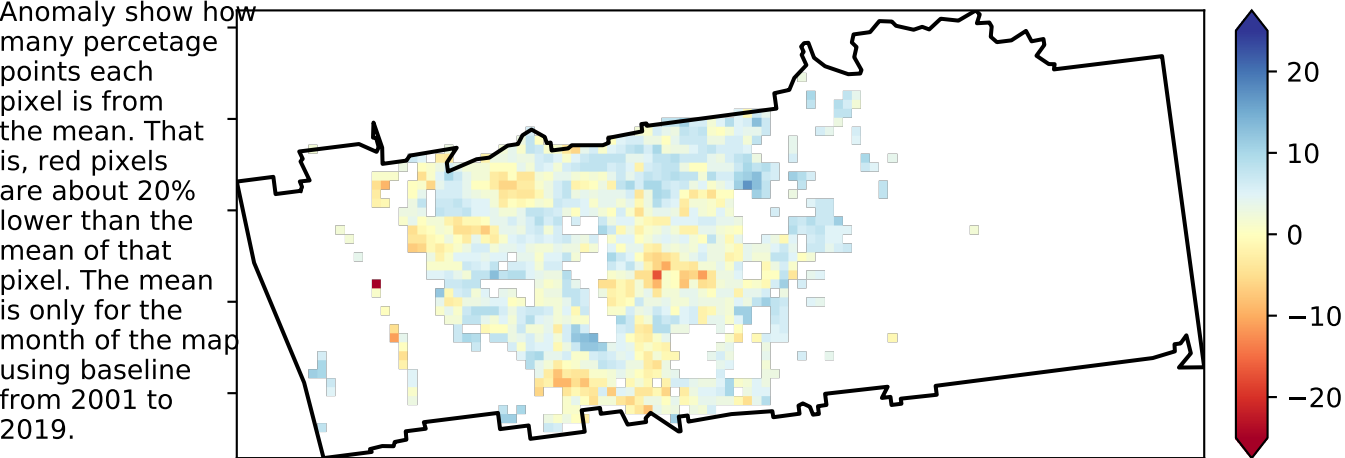 Anomaly show how
many percetage
points each
pixel is from
the mean. That
is, red pixels
are about 20%
lower than the
mean of that
pixel. The mean
is only for the
month of the map
using baseline
from 2001 to
2019.
20
10
0
−10
−20